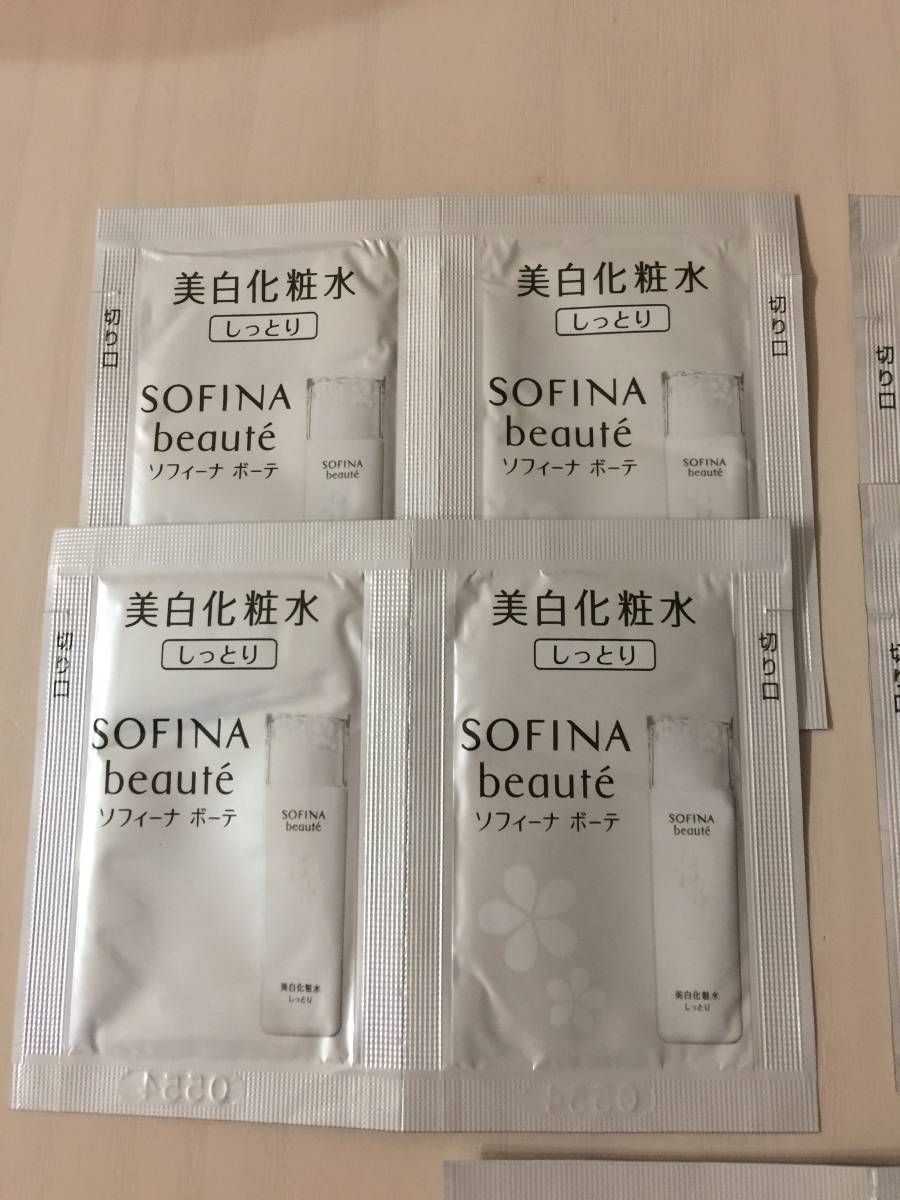 美白化粧水
しっとり
SOFINA
beauté
ソフィーナ ボーテ
SOFINA
beauté
切り口
美白化粧水
しっとり
SOFINA
beauté
ソフィーナ ボーテ
SOFINA
beauté
切り口
切り口
美白化粧水
しっとり
SOFINA
beauté
ソフィーナ ボーテ
SOFINA
beauté
美白化粧水
しっとり
切り口
0554
美白化粧水
しっとり
SOFINA
beauté
ソフィーナ ボーテ
SOFINA
beauté
美白化粧水
しっとり
切り口
0554
切り口